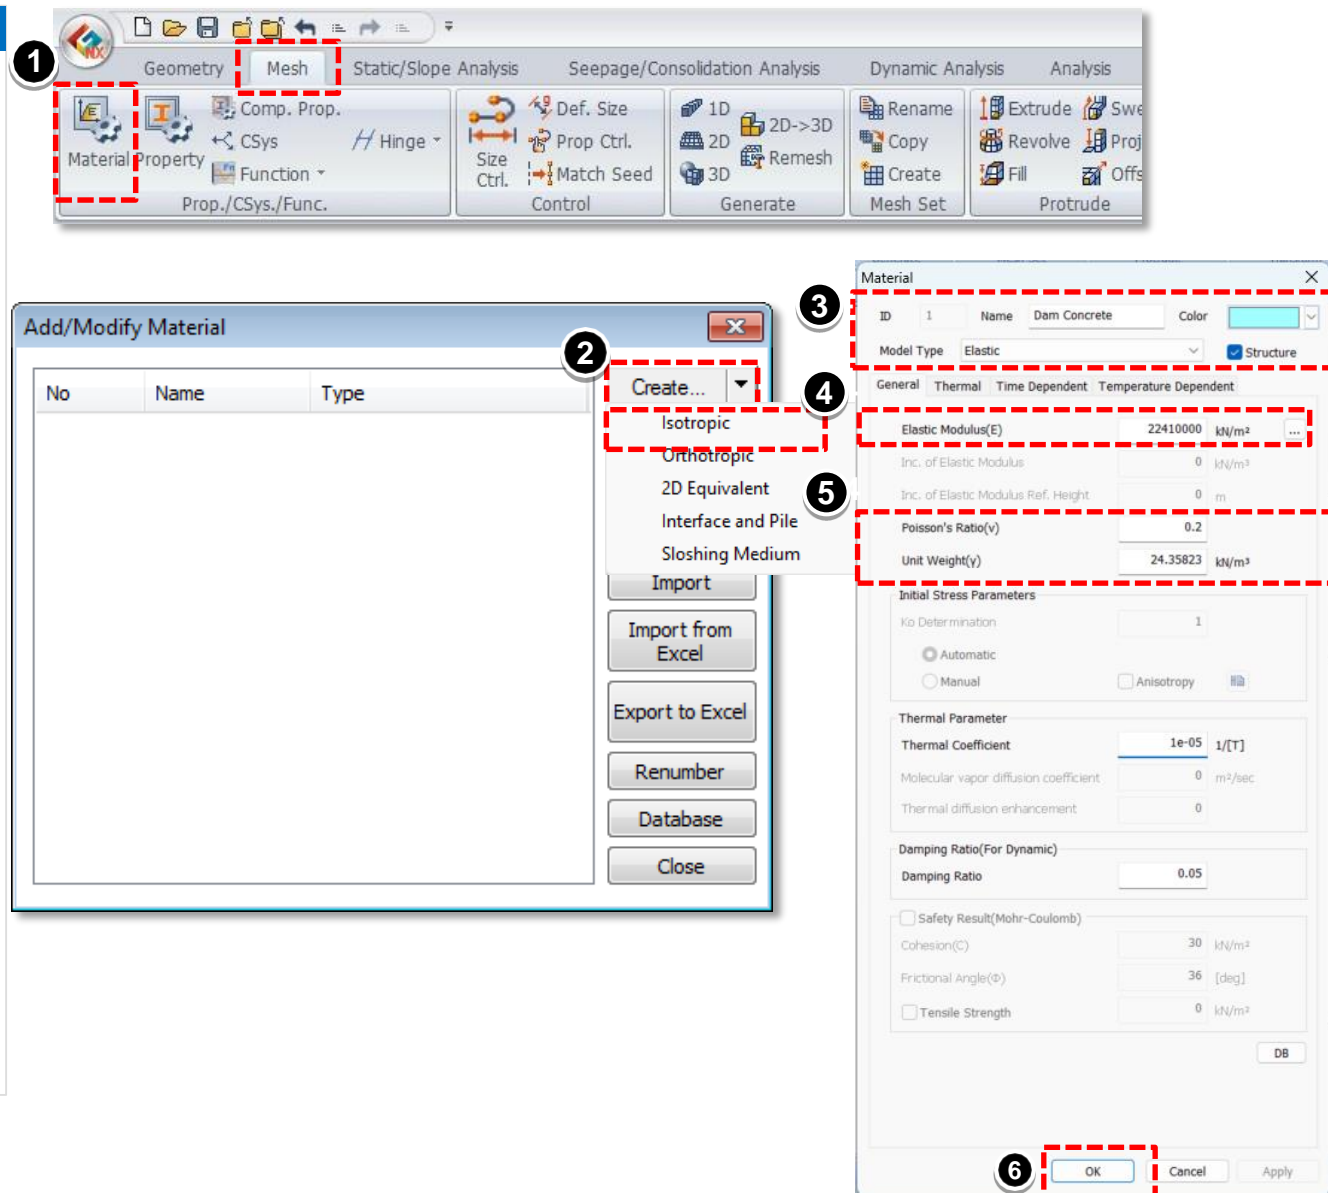 1
NX
Geometry Mesh Static/Slope Analysis Seepage/Consolidation Analysis Dynamic Analysis Analysis
Material
Property
Comp. Prop.
CSys
Hinge
Function
Prop./CSys./Func.
Size
Ctrl.
Def. Size
Prop Ctrl.
Match Seed
Control
1D
2D
3D
2D->3D
Remesh
Generate
Rename
Copy
Create
Mesh Set
Extrude
Revolve
Fill
Swe
Proj
Offs
Protrude
Add/Modify Material
No Name Type
2
Create...
Isotropic
Orthotropic
2D Equivalent
Interface and Pile
Sloshing Medium
Import
Import from
Excel
Export to Excel
Renumber
Database
Close
Material
3
ID 1 Name Dam Concrete Color
Model Type Elastic Structure
4
General Thermal Time Dependent Temperature Dependent
Elastic Modulus(E) 22410000 kN/m² ...
Inc. of Elastic Modulus 0 kN/m³
5
Inc. of Elastic Modulus Ref. Height 0 m
Poisson's Ratio(ν) 0.2
Unit Weight(γ) 24.35823 kN/m³
Initial Stress Parameters
Ko Determination 1
Automatic
Manual Anisotropy
Thermal Parameter
Thermal Coefficient 1e-05 1/[T]
Molecular vapor diffusion coefficient 0 m²/sec
Thermal diffusion enhancement 0
Damping Ratio(For Dynamic)
Damping Ratio 0.05
Safety Result(Mohr-Coulomb)
Cohesion(C) 30 kN/m²
Frictional Angle(Φ) 36 [deg]
Tensile Strength 0 kN/m²
DB
6
OK Cancel Apply